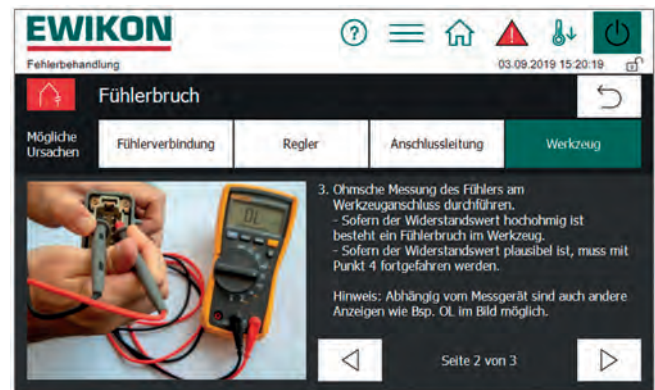 EWIKON
Fehlerbehandlung
03.09.2019 15:20:19
Fühlerbruch
Mögliche
Ursachen
Fühlerverbindung
Regler
Anschlussleitung
Werkzeug
OL
3. Ohmsche Messung des Fühlers am
Werkzeuganschluss durchführen.
- Sofern der Widerstandswert hochohmig ist
besteht ein Fühlerbruch im Werkzeug.
- Sofern der Widerstandswert plausibel ist, muss mit
Punkt 4 fortgefahren werden.
Hinweis: Abhängig vom Messgerät sind auch andere
Anzeigen wie Bsp. OL im Bild möglich.
Seite 2 von 3